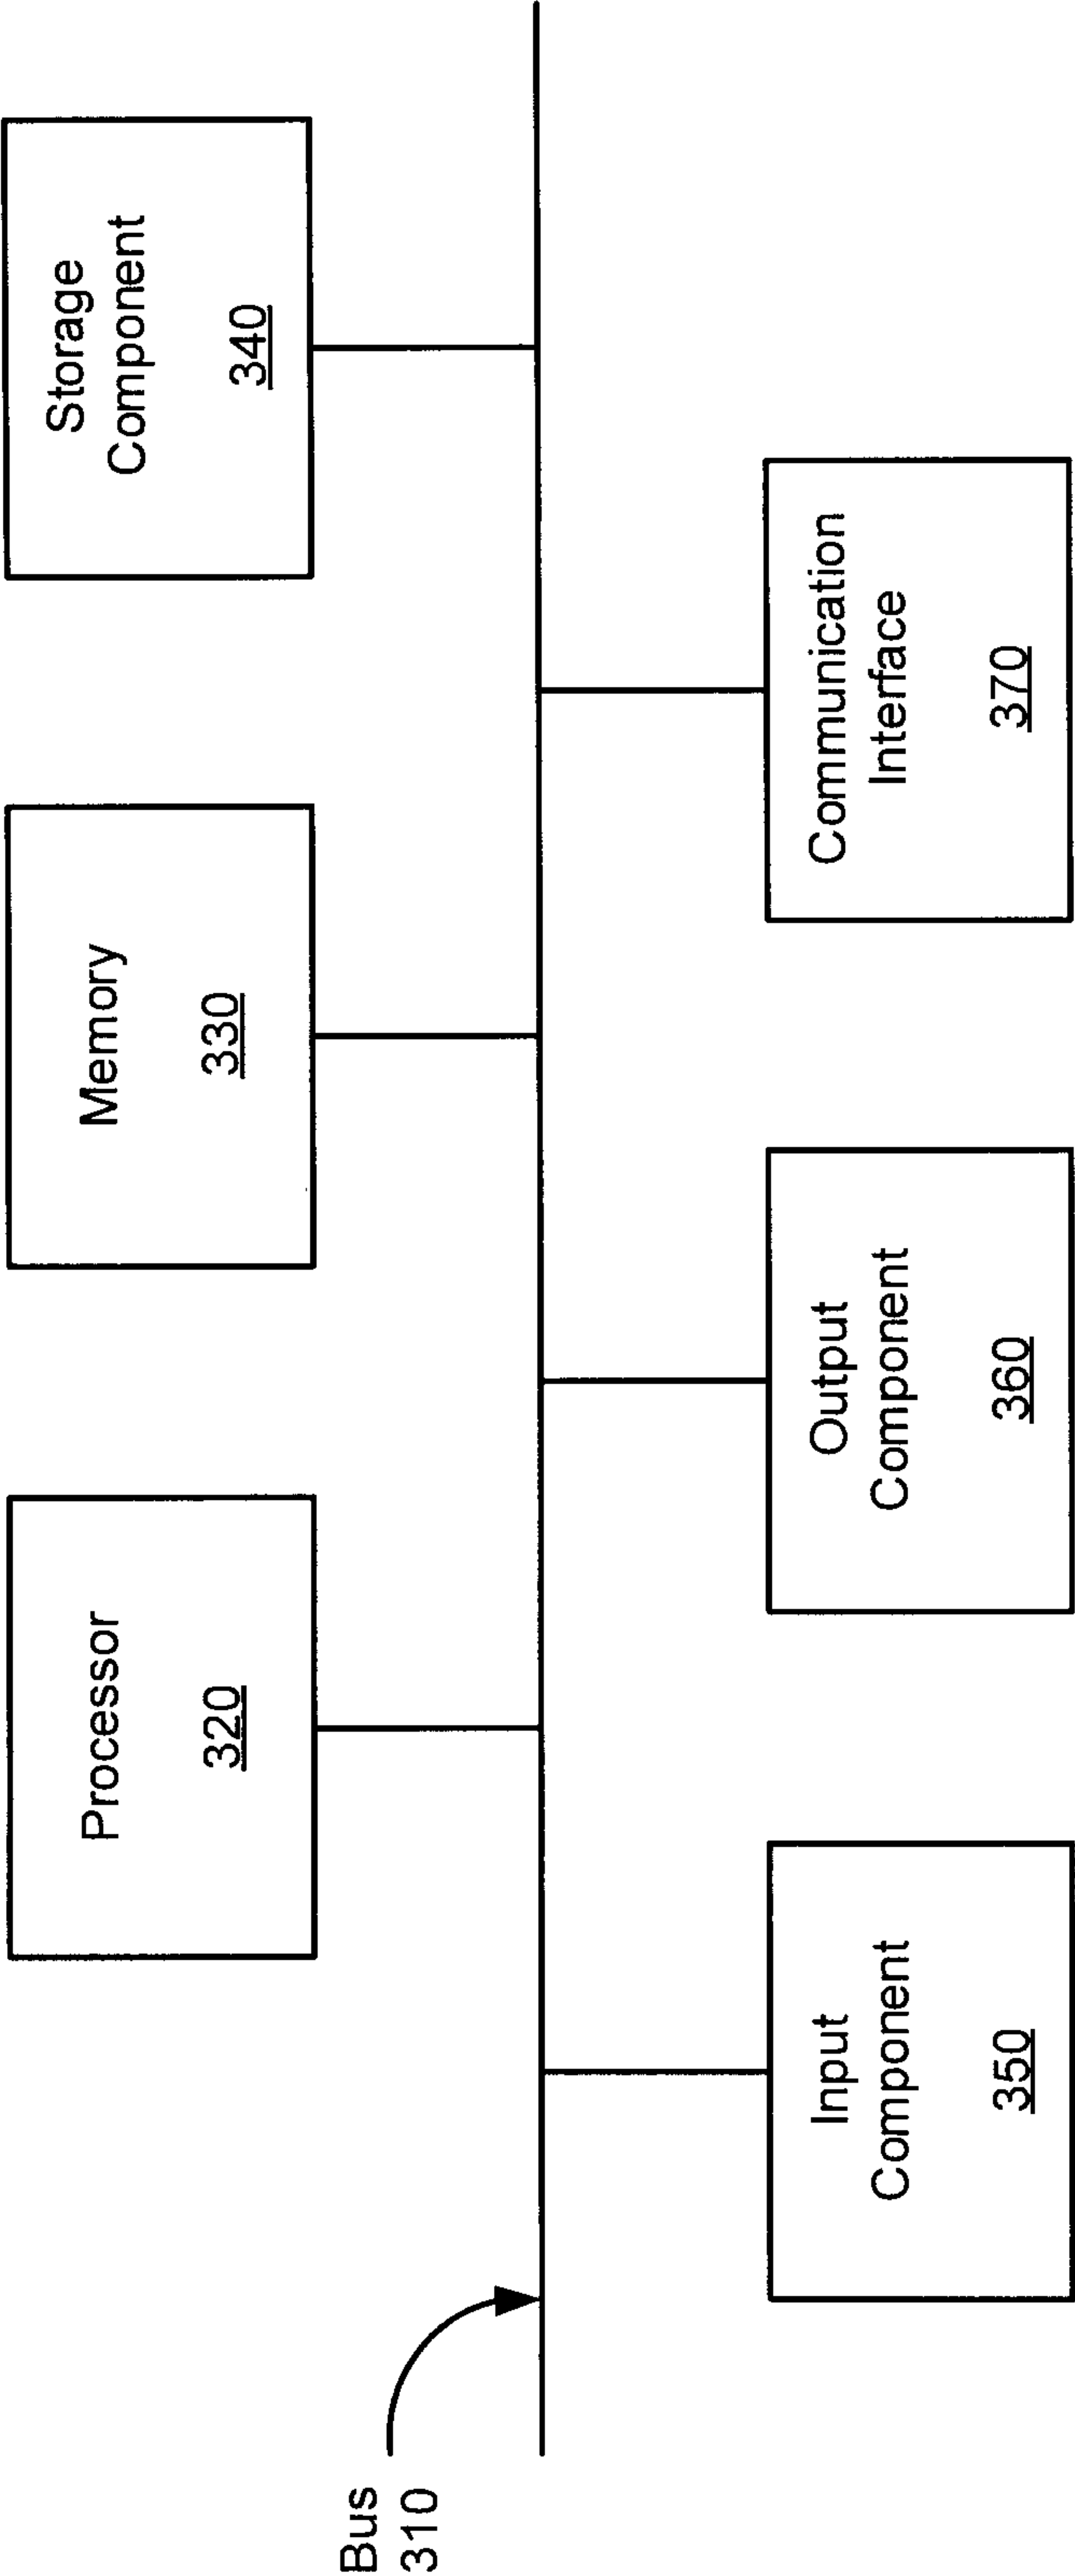 Processor
320
Memory
330
Storage
Component
340
Bus
310
Input
Component
350
Output
Component
360
Communication
Interface
370